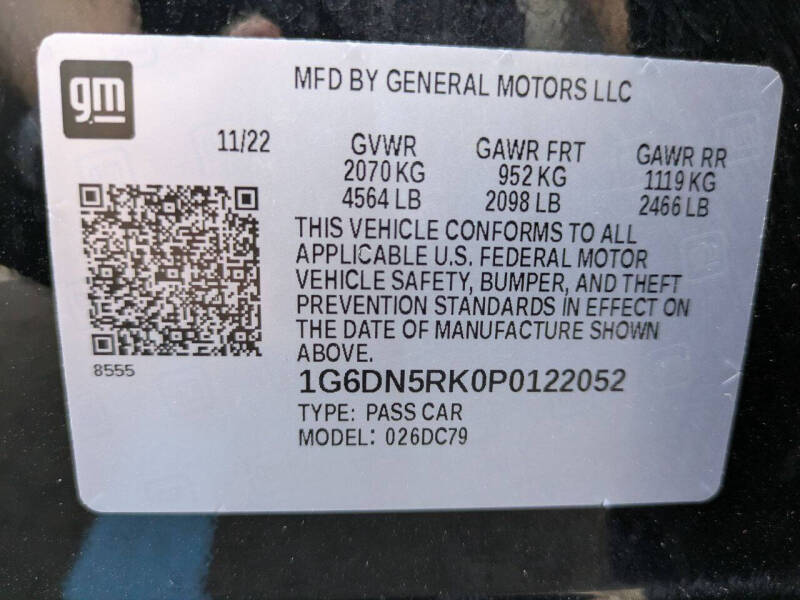 gm
MFD BY GENERAL MOTORS LLC
11/22 GVWR GAWR FRT GAWR RR
2070 KG 952 KG 1119 KG
4564 LB 2098 LB 2466 LB
THIS VEHICLE CONFORMS TO ALL
APPLICABLE U.S. FEDERAL MOTOR
VEHICLE SAFETY, BUMPER, AND THEFT
PREVENTION STANDARDS IN EFFECT ON
THE DATE OF MANUFACTURE SHOWN
ABOVE.
8555
1G6DN5RK0P0122052
TYPE: PASS CAR
MODEL: 026DC79